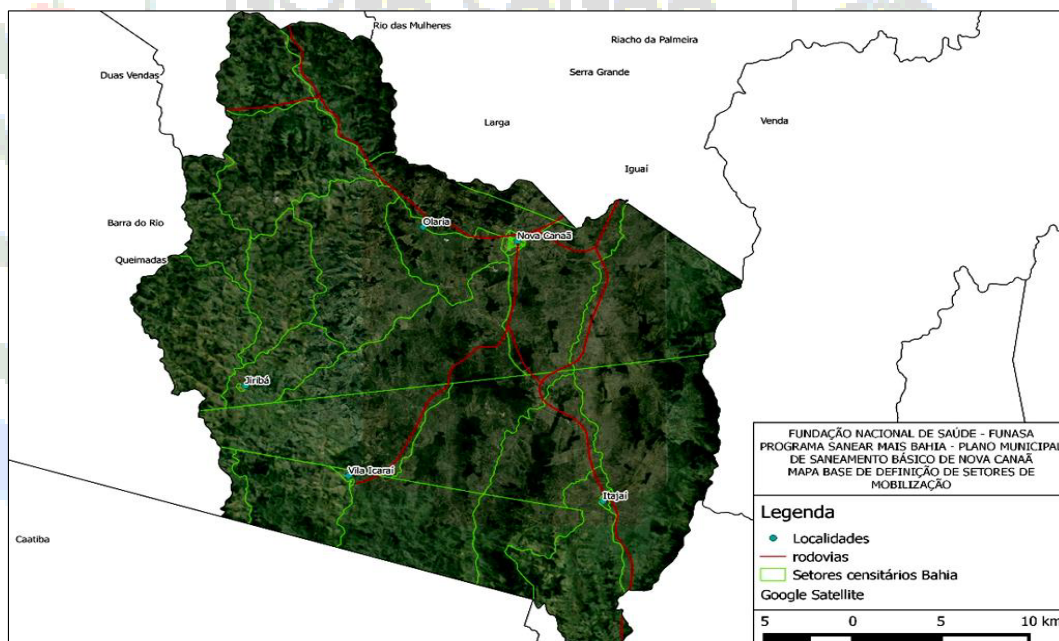 Rio das Mulheres
Riacho da Palmeira
Duas Vendas
Serra Grande
Larga
Venda
Iguaí
Barra do Rio
Olaria
Nova Canaã
Queimadas
Jiribá
Vila Icaraí
Itajaí
Caatiba
FUNDAÇÃO NACIONAL DE SAÚDE - FUNASA
PROGRAMA SANEAR MAIS BAHIA - PLANO MUNICIPAL
DE SANEAMENTO BÁSICO DE NOVA CANAÃ
MAPA BASE DE DEFINIÇÃO DE SETORES DE
MOBILIZAÇÃO
Legenda
Localidades
rodovias
Setores censitários Bahia
Google Satellite
5 0 5 10 km